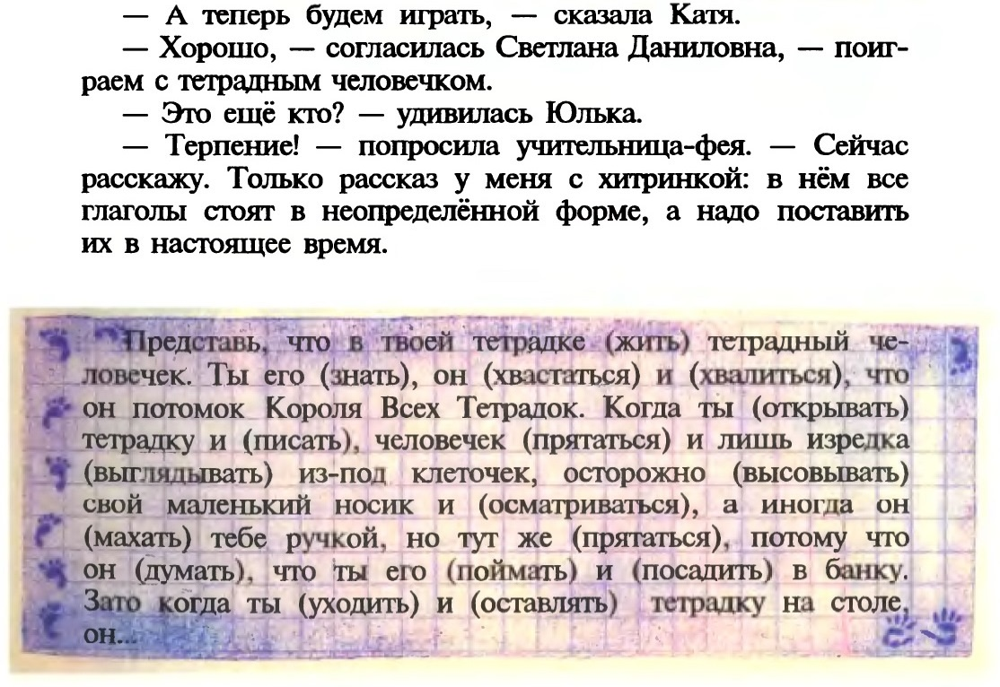 — А теперь будем играть, — сказала Катя.
— Хорошо, — согласилась Светлана Даниловна, — поиг-
раем с тетрадным человечком.
— Это ещё кто? — удивилась Юлька.
— Терпение! — попросила учительница-фея. — Сейчас
расскажу. Только рассказ у меня с хитринкой: в нём все
глаголы стоят в неопределённой форме, а надо поставить
их в настоящее время.
Представь, что в твоей тетрадке (жить) тетрадный че-
ловечек. Ты его (знать), он (хвастаться) и (хвалиться), что
он потомок Короля Всех Тетрадок. Когда ты (открывать)
тетрадку и (писать), человечек (прятаться) и лишь изредка
(выглядывать) из-под клеточек, осторожно (высовывать)
свой маленький носик и (осматриваться), а иногда он
(махать) тебе ручкой, но тут же (прятаться), потому что
он (думать), что ты его (поймать) и (посадить) в банку.
Зато когда ты (уходить) и (оставлять) тетрадку на столе,
он...